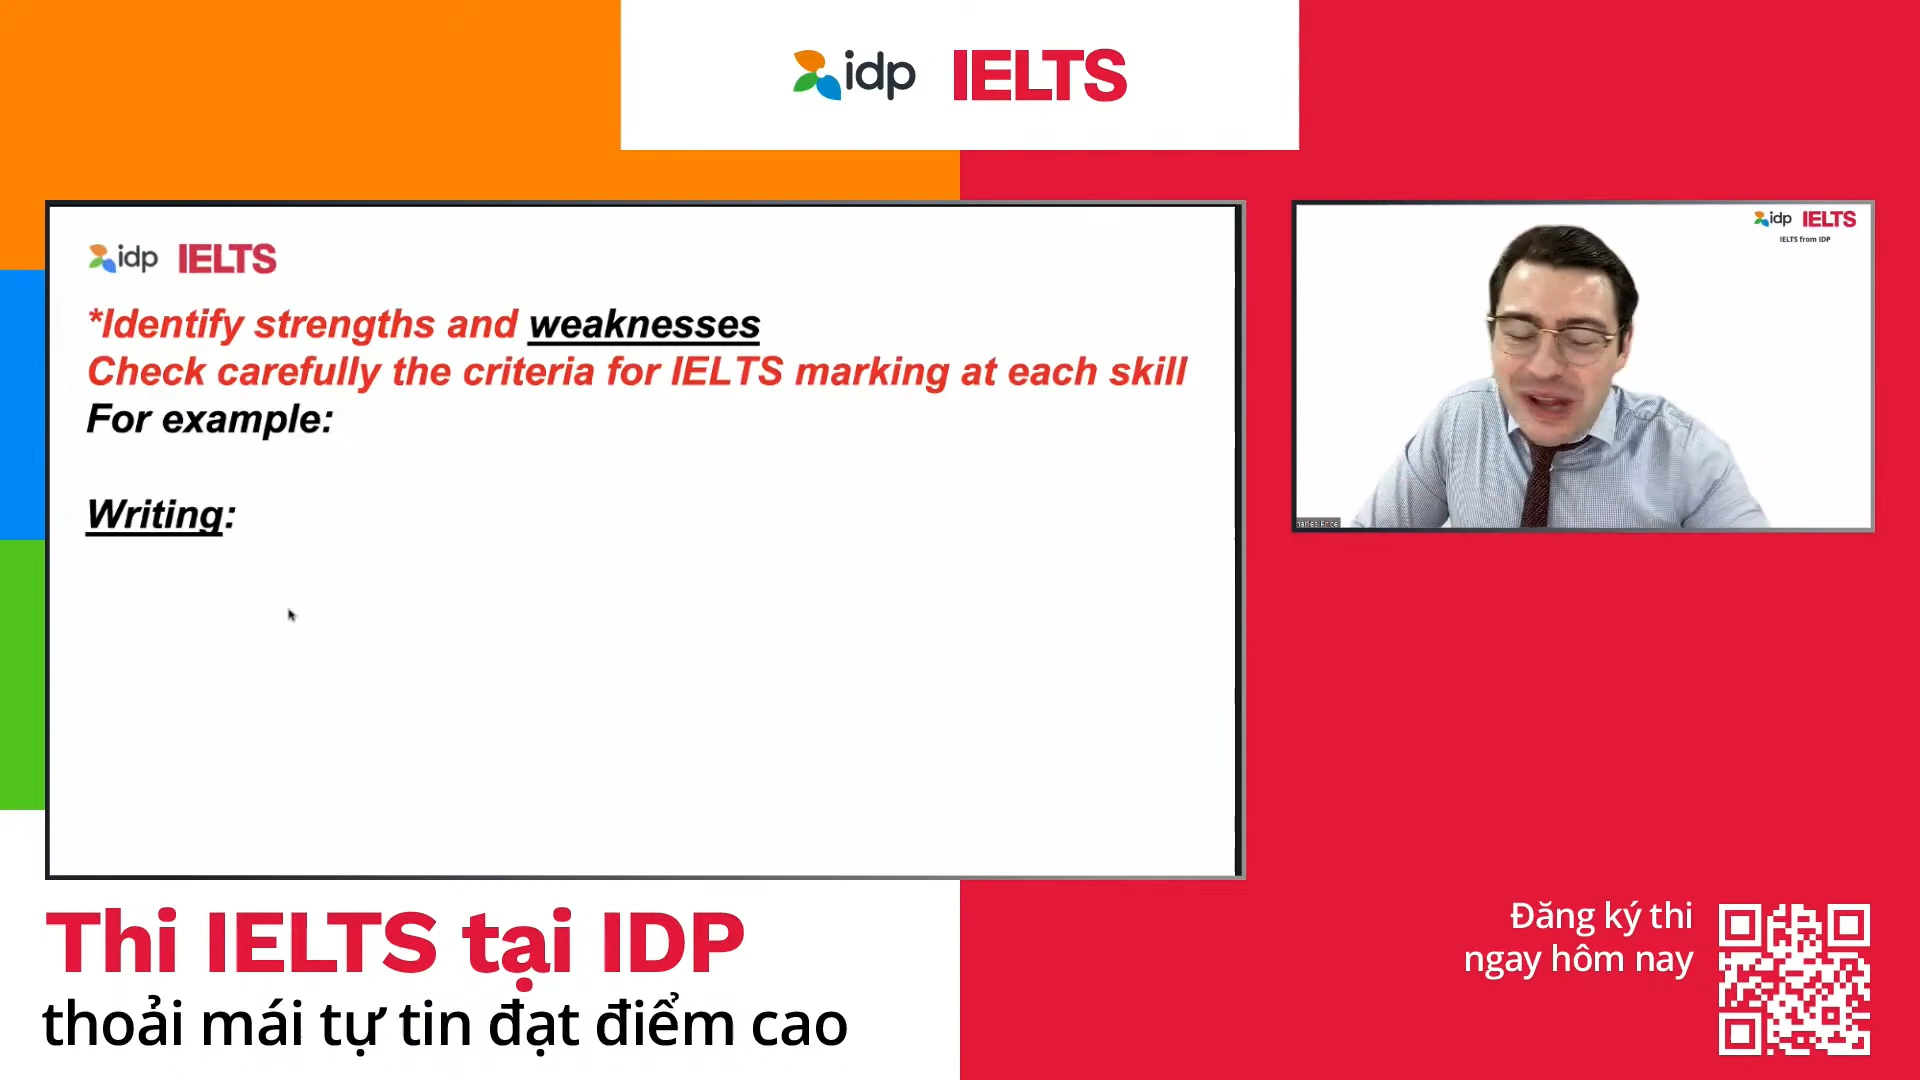 idp IELTS
idp IELTS
*Identify strengths and weaknesses
Check carefully the criteria for IELTS marking at each skill
For example:
Writing:
idp IELTS
IELTS from IDP
Thi IELTS tại IDP
thoải mái tự tin đạt điểm cao
Đăng ký thi
ngay hôm nay